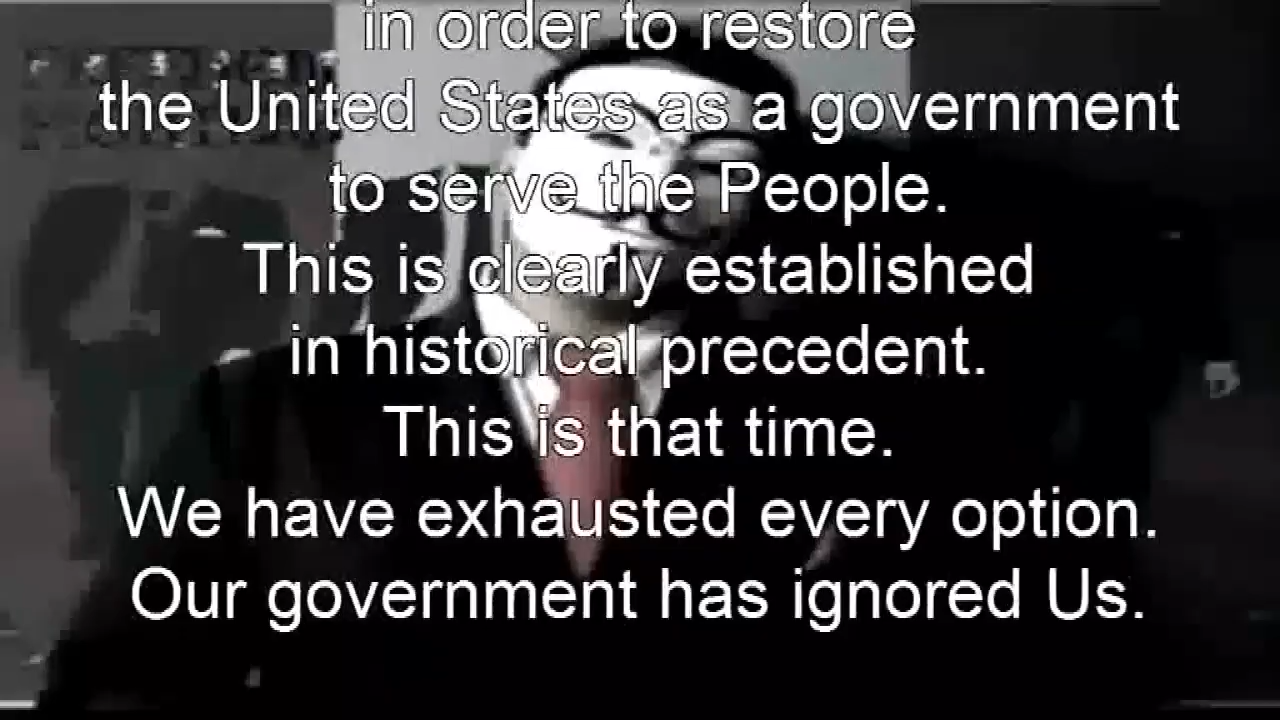 in order to restore
the United States as a government
to serve the People.
This is clearly established
in historical precedent.
This is that time.
We have exhausted every option.
Our government has ignored Us.